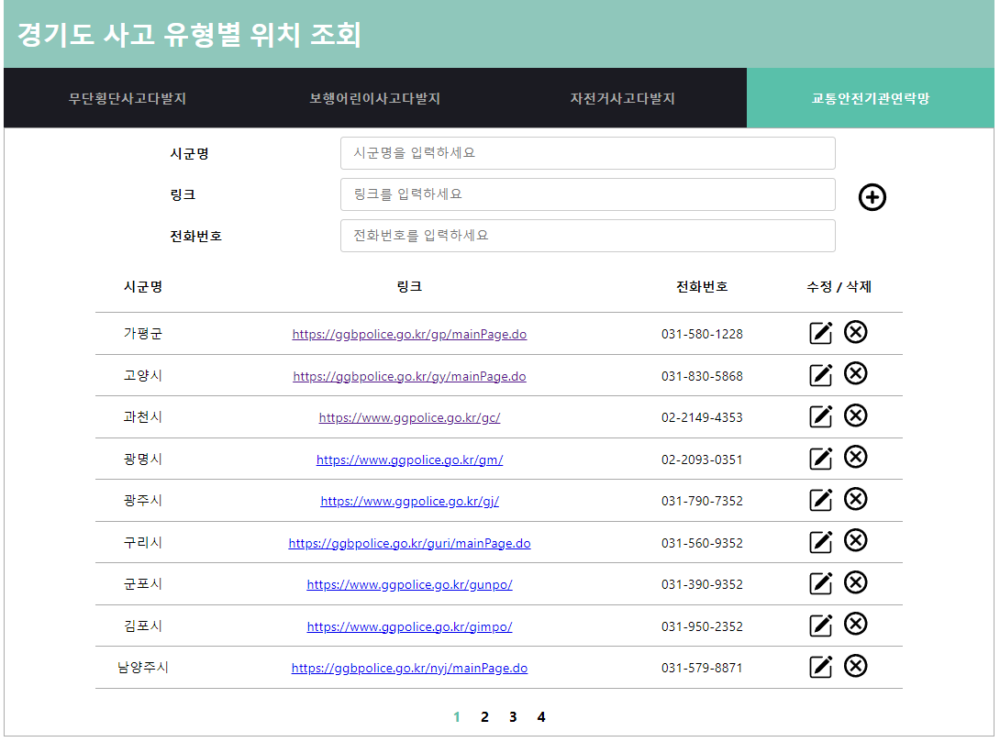 경기도 사고 유형별 위치 조회
무단횡단사고다발지 보행어린이사고다발지 자전거사고다발지 교통안전기관연락망
시군명 시군명을 입력하세요
링크 링크를 입력하세요
전화번호 전화번호를 입력하세요
시군명 링크 전화번호 수정 / 삭제
가평군 https://ggbpolice.go.kr/gp/mainPage.do 031-580-1228
고양시 https://ggbpolice.go.kr/gy/mainPage.do 031-830-5868
과천시 https://www.ggpolice.go.kr/gc/ 02-2149-4353
광명시 https://www.ggpolice.go.kr/gm/ 02-2093-0351
광주시 https://www.ggpolice.go.kr/gj/ 031-790-7352
구리시 https://ggbpolice.go.kr/guri/mainPage.do 031-560-9352
군포시 https://www.ggpolice.go.kr/gunpo/ 031-390-9352
김포시 https://www.ggpolice.go.kr/gimpo/ 031-950-2352
남양주시 https://ggbpolice.go.kr/nyj/mainPage.do 031-579-8871
1 2 3 4